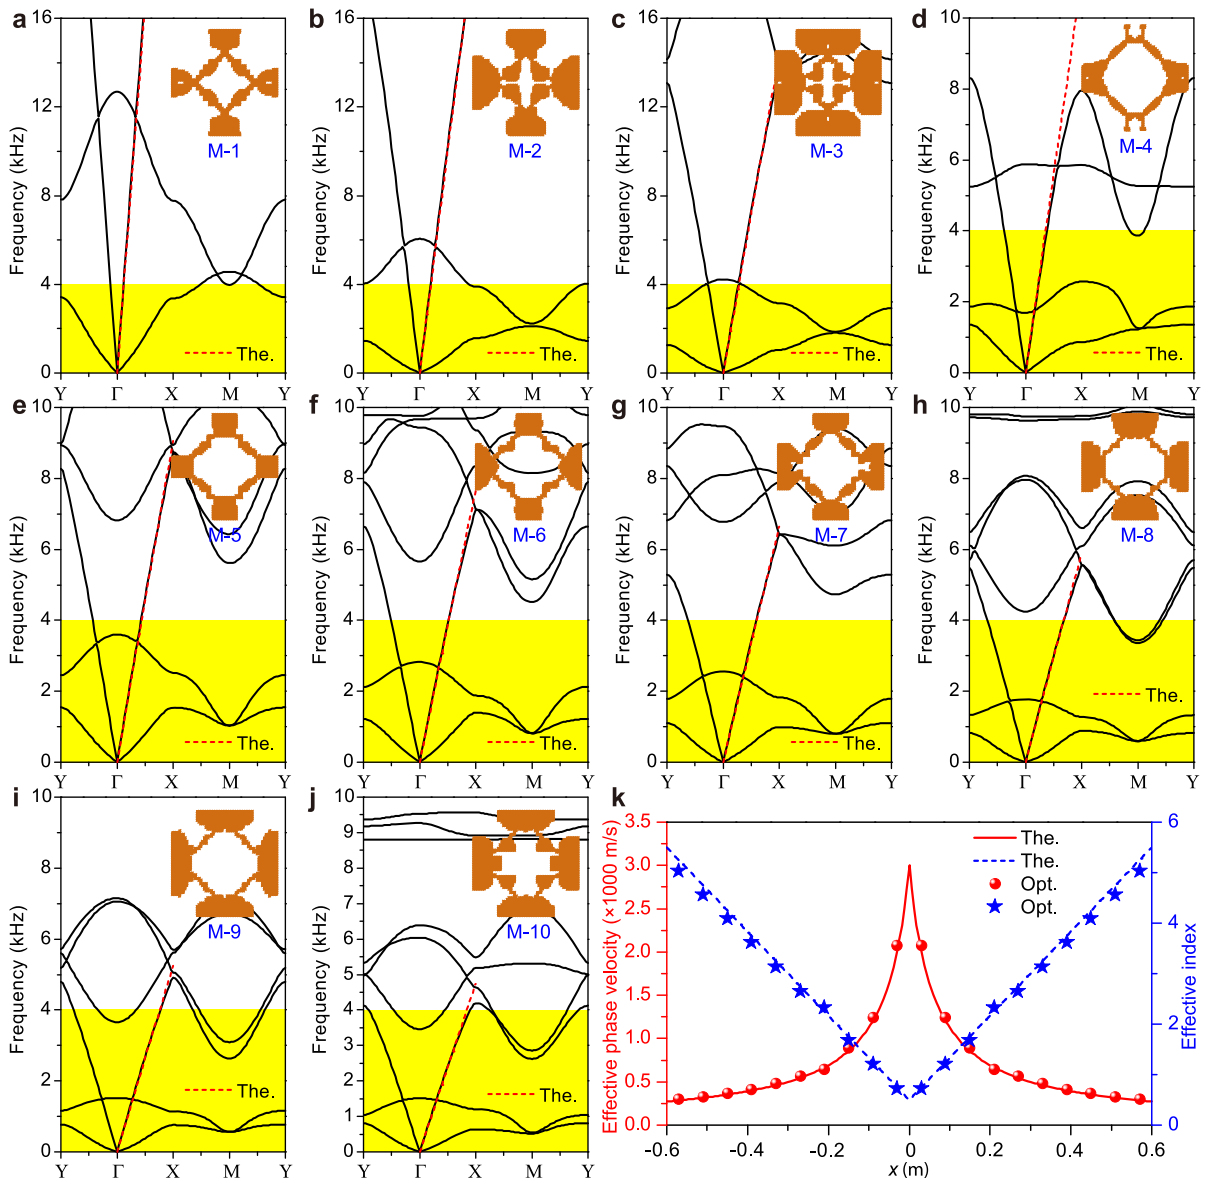 a
16
12
8
4
0
Frequency (kHz)
M-1
The.
Y Γ X M Y
b
16
12
8
4
0
Frequency (kHz)
M-2
The.
Y Γ X M Y
c
16
12
8
4
0
Frequency (kHz)
M-3
The.
Y Γ X M Y
d
10
8
6
4
2
0
Frequency (kHz)
M-4
The.
Y Γ X M Y
e
10
8
6
4
2
0
Frequency (kHz)
M-5
The.
Y Γ X M Y
f
10
8
6
4
2
0
Frequency (kHz)
M-6
The.
Y Γ X M Y
g
10
8
6
4
2
0
Frequency (kHz)
M-7
The.
Y Γ X M Y
h
10
8
6
4
2
0
Frequency (kHz)
M-8
The.
Y Γ X M Y
i
10
9
8
7
6
5
4
3
2
1
0
Frequency (kHz)
M-9
The.
Y Γ X M Y
j
10
9
8
7
6
5
4
3
2
1
0
Frequency (kHz)
M-10
The.
Y Γ X M Y
k
3.5
3.0
2.5
2.0
1.5
1.0
0.5
0.0
Effective phase velocity (×1000 m/s)
The.
The.
Opt.
Opt.
6
4
2
0
Effective index
−0.6 −0.4 −0.2 0 0.2 0.4 0.6
x (m)